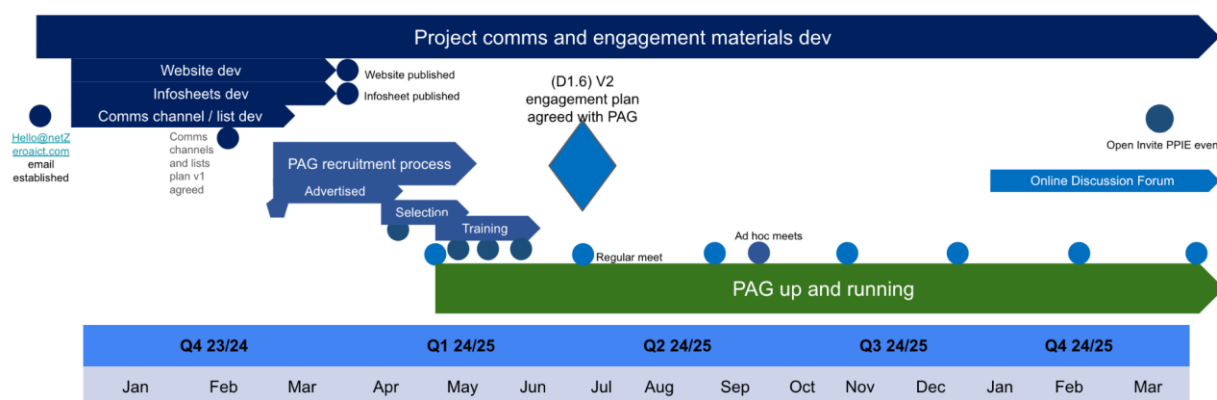 Project comms and engagement materials dev
Website dev
Website published
Infosheets dev
Infosheet published
Comms channel / list dev
Hello@netZ
eroaict.com
email
established
Comms
channels
and lists
plan v1
agreed
(D1.6) V2
engagement plan
agreed with PAG
Open Invite PPIE even
PAG recruitment process
Advertised
Selection
Training
Online Discussion Forum
Regular meet
Ad hoc meets
PAG up and running
Q4 23/24 Q1 24/25 Q2 24/25 Q3 24/25 Q4 24/25
Jan Feb Mar Apr May Jun Jul Aug Sep Oct Nov Dec Jan Feb Mar